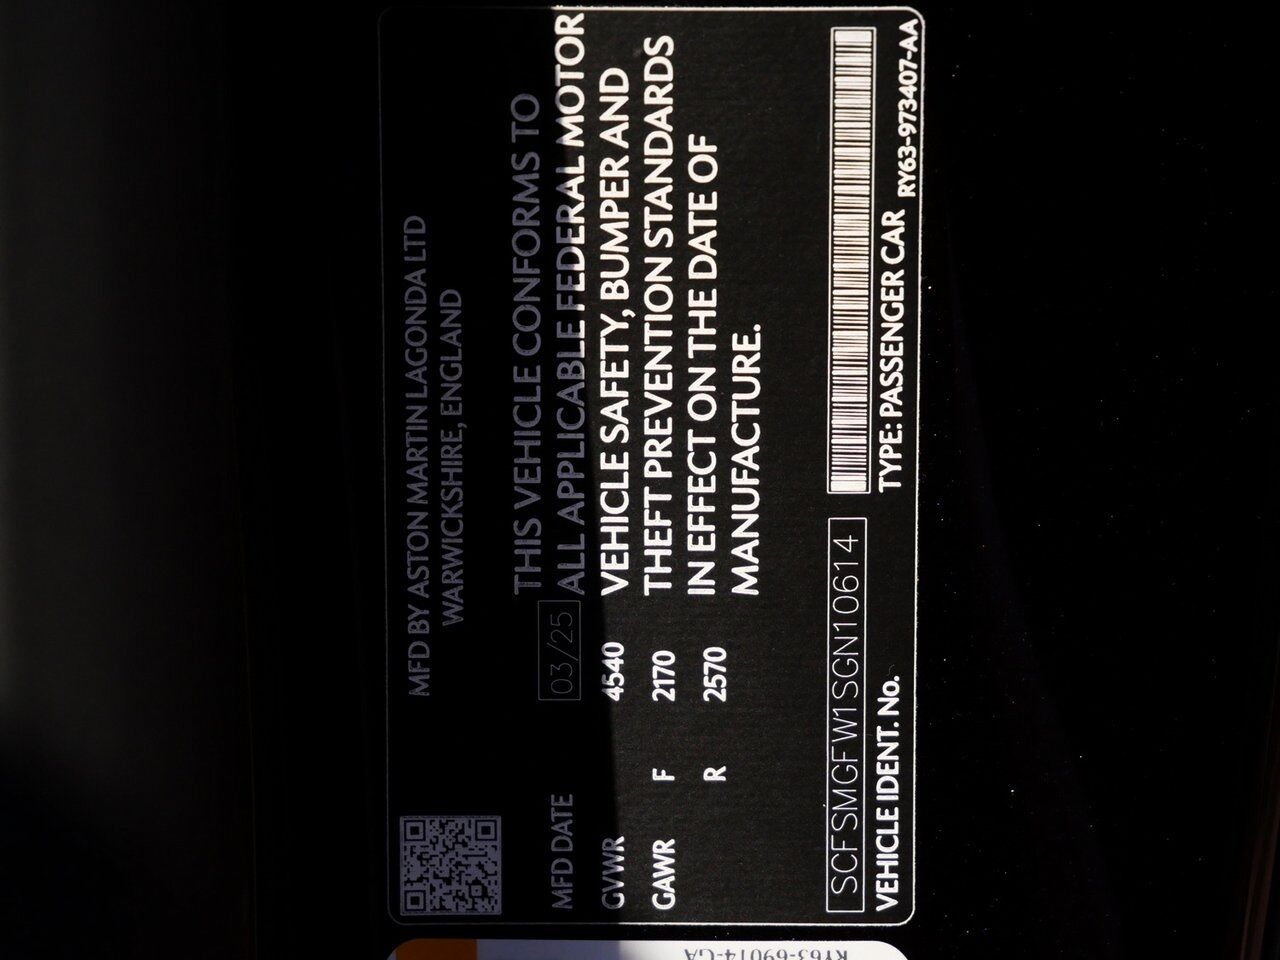 MFD BY ASTON MARTIN LAGONDA LTD
WARWICKSHIRE, ENGLAND
MFD DATE 03/25
GVWR 4540
GAWR F 2170
R 2570
THIS VEHICLE CONFORMS TO
ALL APPLICABLE FEDERAL MOTOR
VEHICLE SAFETY, BUMPER AND
THEFT PREVENTION STANDARDS
IN EFFECT ON THE DATE OF
MANUFACTURE.
SCFSMGFW1SGN10614
VEHICLE IDENT. No.
TYPE: PASSENGER CAR
RY63-973407-AA
RY63-69014-GA